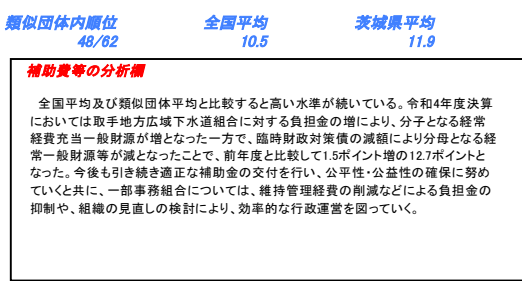 類似団体内順位 全国平均 茨城県平均
48/62 10.5 11.9
補助費等の分析欄
全国平均及び類似団体平均と比較すると高い水準が続いている。令和4年度決算
においては取手地方広域下水道組合に対する負担金の増により、分子となる経常
経費充当一般財源が増となった一方で、臨時財政対策債の減額により分母となる経
常一般財源等が減となったことで、前年度と比較して1.5ポイント増の12.7ポイントと
なった。今後も引き続き適正な補助金の交付を行い、公平性・公益性の確保に努め
ていくと共に、一部事務組合については、維持管理経費の削減などによる負担金の
抑制や、組織の見直しの検討により、効率的な行政運営を図っていく。